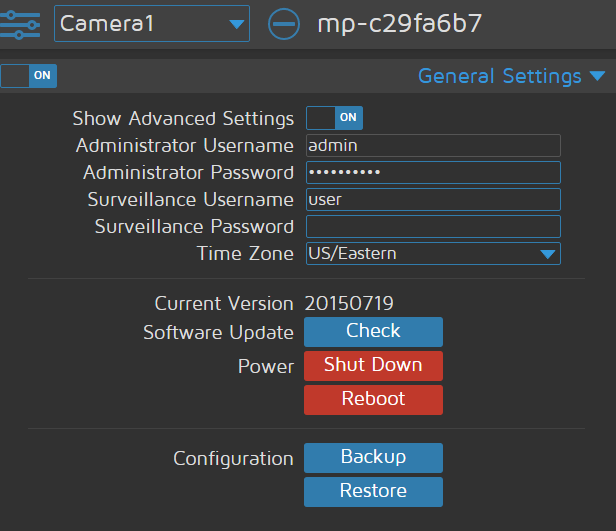 Camera1 mp-c29fa6b7
ON General Settings
Show Advanced Settings ON
Administrator Username admin
Administrator Password ••••••••••
Surveillance Username user
Surveillance Password
Time Zone US/Eastern
Current Version 20150719
Software Update Check
Power Shut Down
Reboot
Configuration Backup
Restore